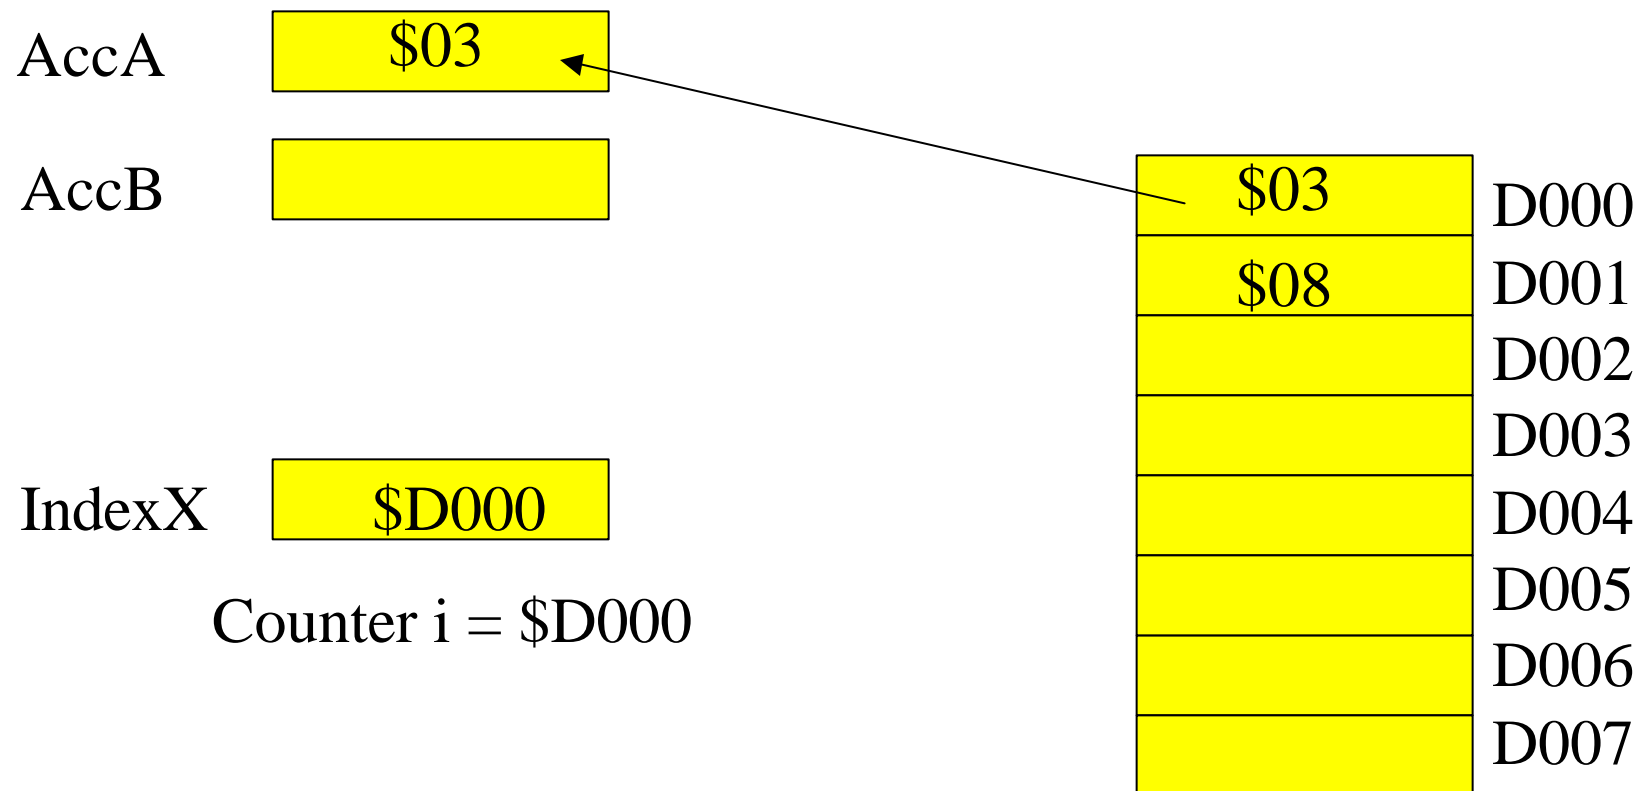 AccA $03
AccB
$03 D000
$08 D001
D002
D003
IndexX $D000 D004
D005
Counter i = $D000
D006
D007